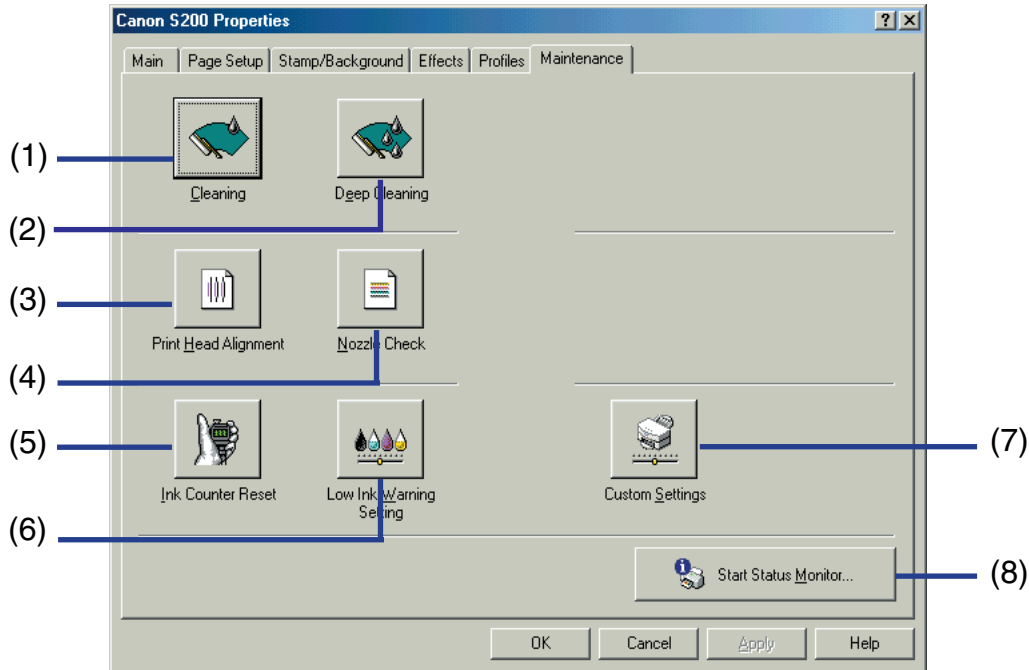 Canon S200 Properties
Main Page Setup Stamp/Background Effects Profiles Maintenance
(1)
Cleaning Deep Cleaning
(2)
(3)
Print Head Alignment Nozzle Check
(4)
(5)
(7)
Ink Counter Reset Low Ink Warning Setting Custom Settings
(6)
Start Status Monitor...
(8)
OK Cancel Apply Help